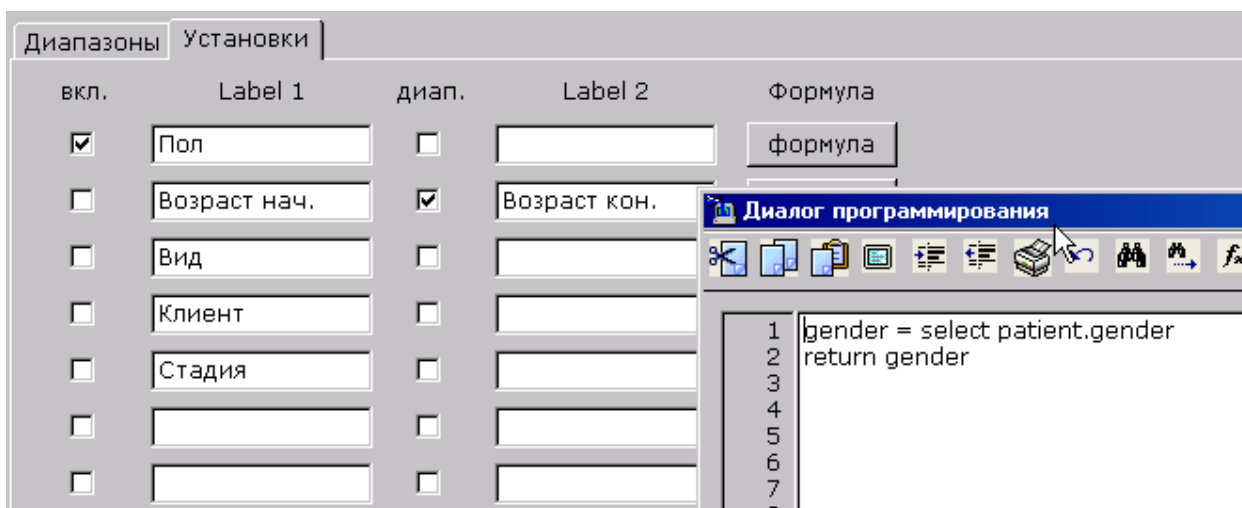 Диапазоны Установки
вкл. Label 1 диап. Label 2 Формула
Пол формула
Возраст нач. Возраст кон.
Диалог программирования
Вид
Клиент
1 gender = select patient.gender
2 return gender
Стадия
3
4
5
6
7